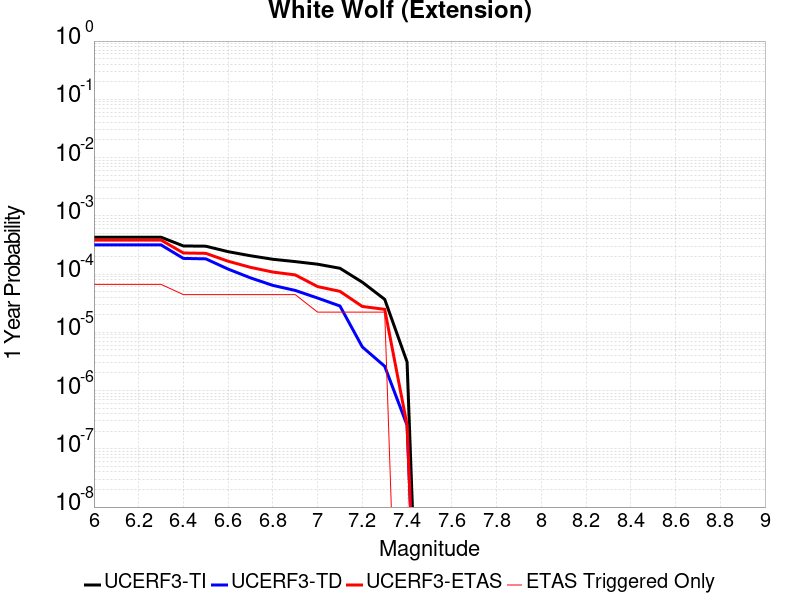 White Wolf (Extension)
10^0
10^-1
10^-2
10^-3
10^-4
10^-5
10^-6
10^-7
10^-8
1 Year Probability
6 6.2 6.4 6.6 6.8 7 7.2 7.4 7.6 7.8 8 8.2 8.4 8.6 8.8 9
Magnitude
UCERF3-TI UCERF3-TD UCERF3-ETAS ETAS Triggered Only